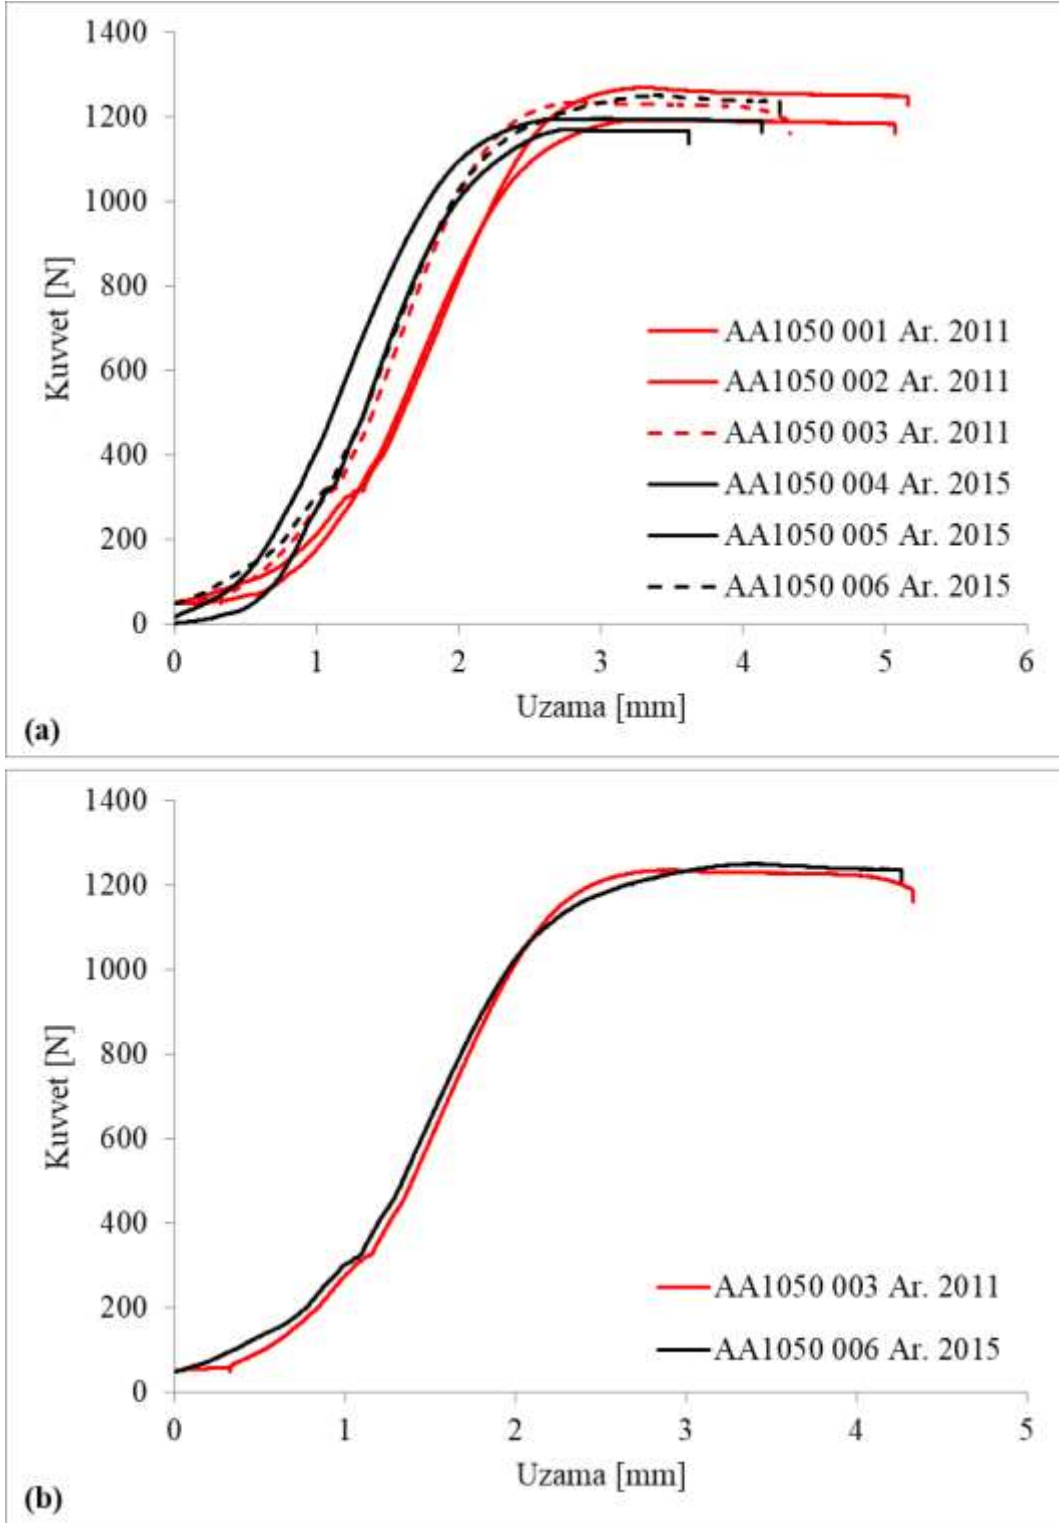 1400
1200
1000
800
600
400
200
0
Kuvvet [N]
AA1050 001 Ar. 2011
AA1050 002 Ar. 2011
AA1050 003 Ar. 2011
AA1050 004 Ar. 2015
AA1050 005 Ar. 2015
AA1050 006 Ar. 2015
0 1 2 3 4 5 6
Uzama [mm]
(a)
1400
1200
1000
800
600
400
200
0
Kuvvet [N]
AA1050 003 Ar. 2011
AA1050 006 Ar. 2015
0 1 2 3 4 5
Uzama [mm]
(b)